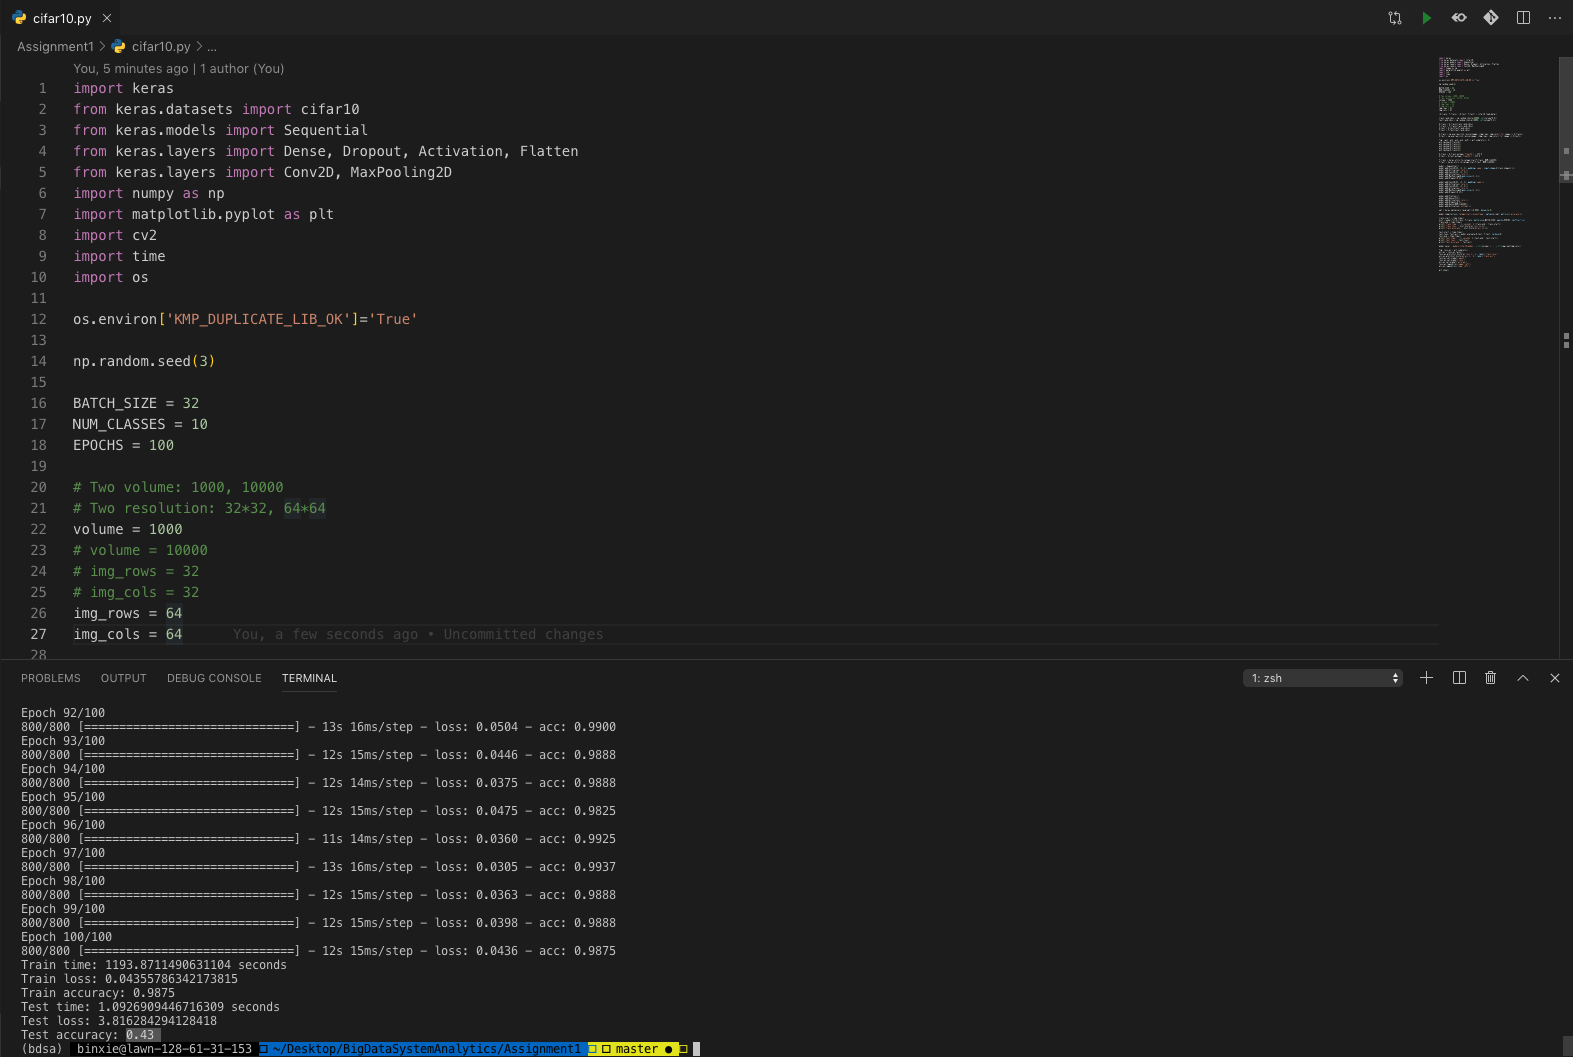 cifar10.py
Assignment1 > cifar10.py > ...
You, 5 minutes ago | 1 author (You)
1 import keras
2 from keras.datasets import cifar10
3 from keras.models import Sequential
4 from keras.layers import Dense, Dropout, Activation, Flatten
5 from keras.layers import Conv2D, MaxPooling2D
6 import numpy as np
7 import matplotlib.pyplot as plt
8 import cv2
9 import time
10 import os
11
12 os.environ['KMP_DUPLICATE_LIB_OK']='True'
13
14 np.random.seed(3)
15
16 BATCH_SIZE = 32
17 NUM_CLASSES = 10
18 EPOCHS = 100
19
20 # Two volume: 1000, 10000
21 # Two resolution: 32*32, 64*64
22 volume = 1000
23 # volume = 10000
24 # img_rows = 32
25 # img_cols = 32
26 img_rows = 64
27 img_cols = 64 You, a few seconds ago • Uncommitted changes
28
PROBLEMS OUTPUT DEBUG CONSOLE TERMINAL 1: zsh
Epoch 92/100
800/800 [==============================] - 13s 16ms/step - loss: 0.0504 - acc: 0.9900
Epoch 93/100
800/800 [==============================] - 12s 15ms/step - loss: 0.0446 - acc: 0.9888
Epoch 94/100
800/800 [==============================] - 12s 14ms/step - loss: 0.0375 - acc: 0.9888
Epoch 95/100
800/800 [==============================] - 12s 15ms/step - loss: 0.0475 - acc: 0.9825
Epoch 96/100
800/800 [==============================] - 11s 14ms/step - loss: 0.0360 - acc: 0.9925
Epoch 97/100
800/800 [==============================] - 13s 16ms/step - loss: 0.0305 - acc: 0.9937
Epoch 98/100
800/800 [==============================] - 12s 15ms/step - loss: 0.0363 - acc: 0.9888
Epoch 99/100
800/800 [==============================] - 12s 15ms/step - loss: 0.0398 - acc: 0.9888
Epoch 100/100
800/800 [==============================] - 12s 15ms/step - loss: 0.0436 - acc: 0.9875
Train time: 1193.8711490631104 seconds
Train loss: 0.04355786342173815
Train accuracy: 0.9875
Test time: 1.0926909446716309 seconds
Test loss: 3.816284294128418
Test accuracy: 0.43
(bdsa) binxie@lawn-128-61-31-153 ~/Desktop/BigDataSystemAnalytics/Assignment1 master ●